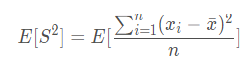 E[S^2] = E[\frac{\sum_{i=1}^{n}(x_i - \bar{x})^2}{n}]